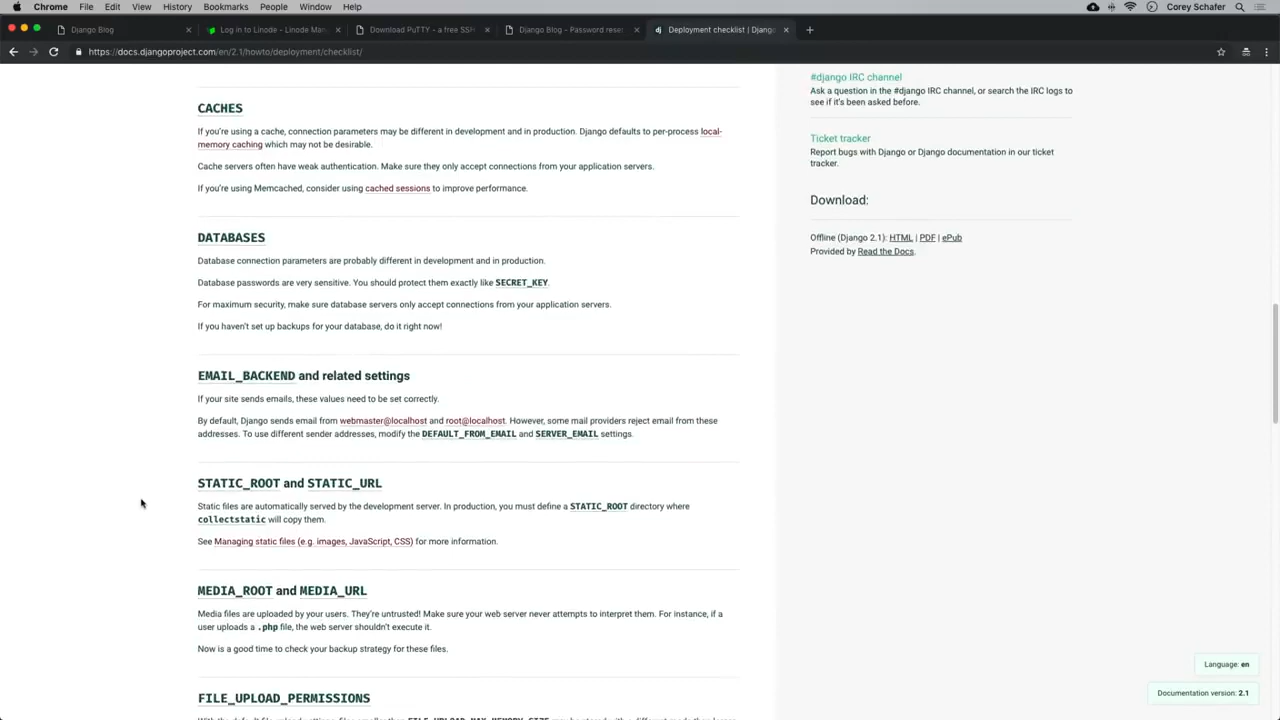 Chrome File Edit View History Bookmarks People Window Help Corey Schafer
Django Blog Log in to Linode - Linode Man Download PuTTY - a free SSH Django Blog - Password rese dj Deployment checklist | Django
https://docs.djangoproject.com/en/2.1/howto/deployment/checklist/
CACHES
If you're using a cache, connection parameters may be different in development and in production. Django defaults to per-process local-
memory caching which may not be desirable.
Cache servers often have weak authentication. Make sure they only accept connections from your application servers.
If you're using Memcached, consider using cached sessions to improve performance.
DATABASES
Database connection parameters are probably different in development and in production.
Database passwords are very sensitive. You should protect them exactly like SECRET_KEY.
For maximum security, make sure database servers only accept connections from your application servers.
If you haven't set up backups for your database, do it right now!
EMAIL_BACKEND and related settings
If your site sends emails, these values need to be set correctly.
By default, Django sends email from webmaster@localhost and root@localhost. However, some mail providers reject email from these
addresses. To use different sender addresses, modify the DEFAULT_FROM_EMAIL and SERVER_EMAIL settings.
STATIC_ROOT and STATIC_URL
Static files are automatically served by the development server. In production, you must define a STATIC_ROOT directory where
collectstatic will copy them.
See Managing static files (e.g. images, JavaScript, CSS) for more information.
MEDIA_ROOT and MEDIA_URL
Media files are uploaded by your users. They're untrusted! Make sure your web server never attempts to interpret them. For instance, if a
user uploads a .php file, the web server shouldn't execute it.
Now is a good time to check your backup strategy for these files.
FILE_UPLOAD_PERMISSIONS
#django IRC channel
Ask a question in the #django IRC channel, or search the IRC logs to
see if it's been asked before.
Ticket tracker
Report bugs with Django or Django documentation in our ticket
tracker.
Download:
Offline (Django 2.1): HTML | PDF | ePub
Provided by Read the Docs.
Language: en
Documentation version: 2.1